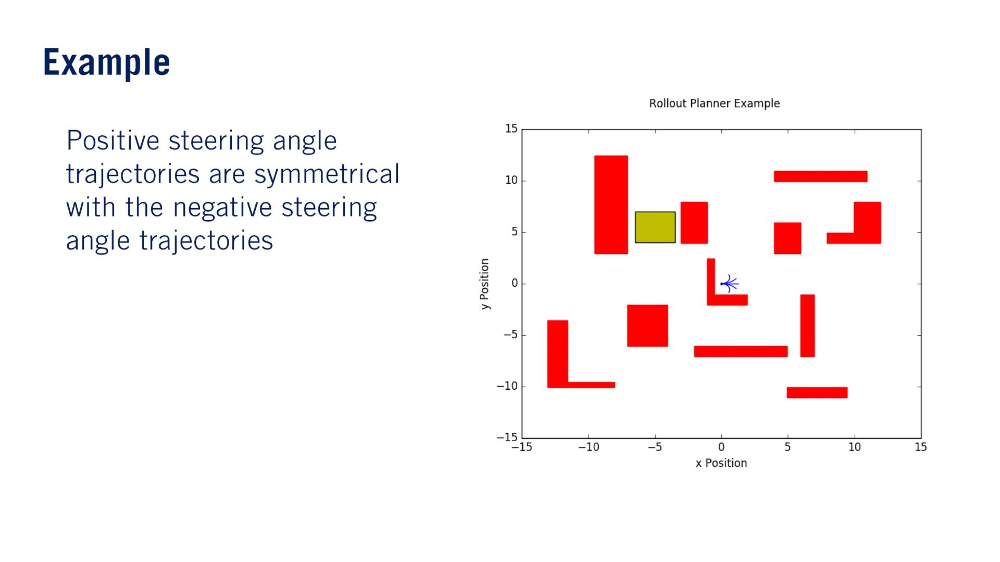 Example
Positive steering angle
trajectories are symmetrical
with the negative steering
angle trajectories
Rollout Planner Example
15
10
5
0
−5
−10
−15
y Position
−15 −10 −5 0 5 10 15
x Position